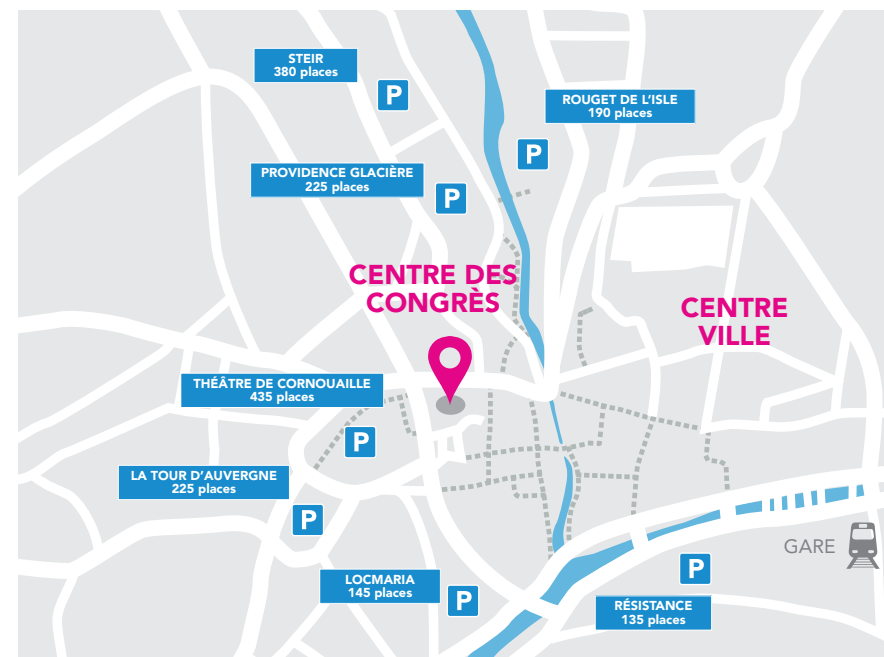 STEIR
380 places
P
ROUGET DE L'ISLE
190 places
P
PROVIDENCE GLACIÈRE
225 places
P
CENTRE DES
CONGRÈS
CENTRE
VILLE
THÉÂTRE DE CORNOUAILLE
435 places
P
LA TOUR D'AUVERGNE
225 places
P
GARE
LOCMARIA
145 places
P
P
RÉSISTANCE
135 places